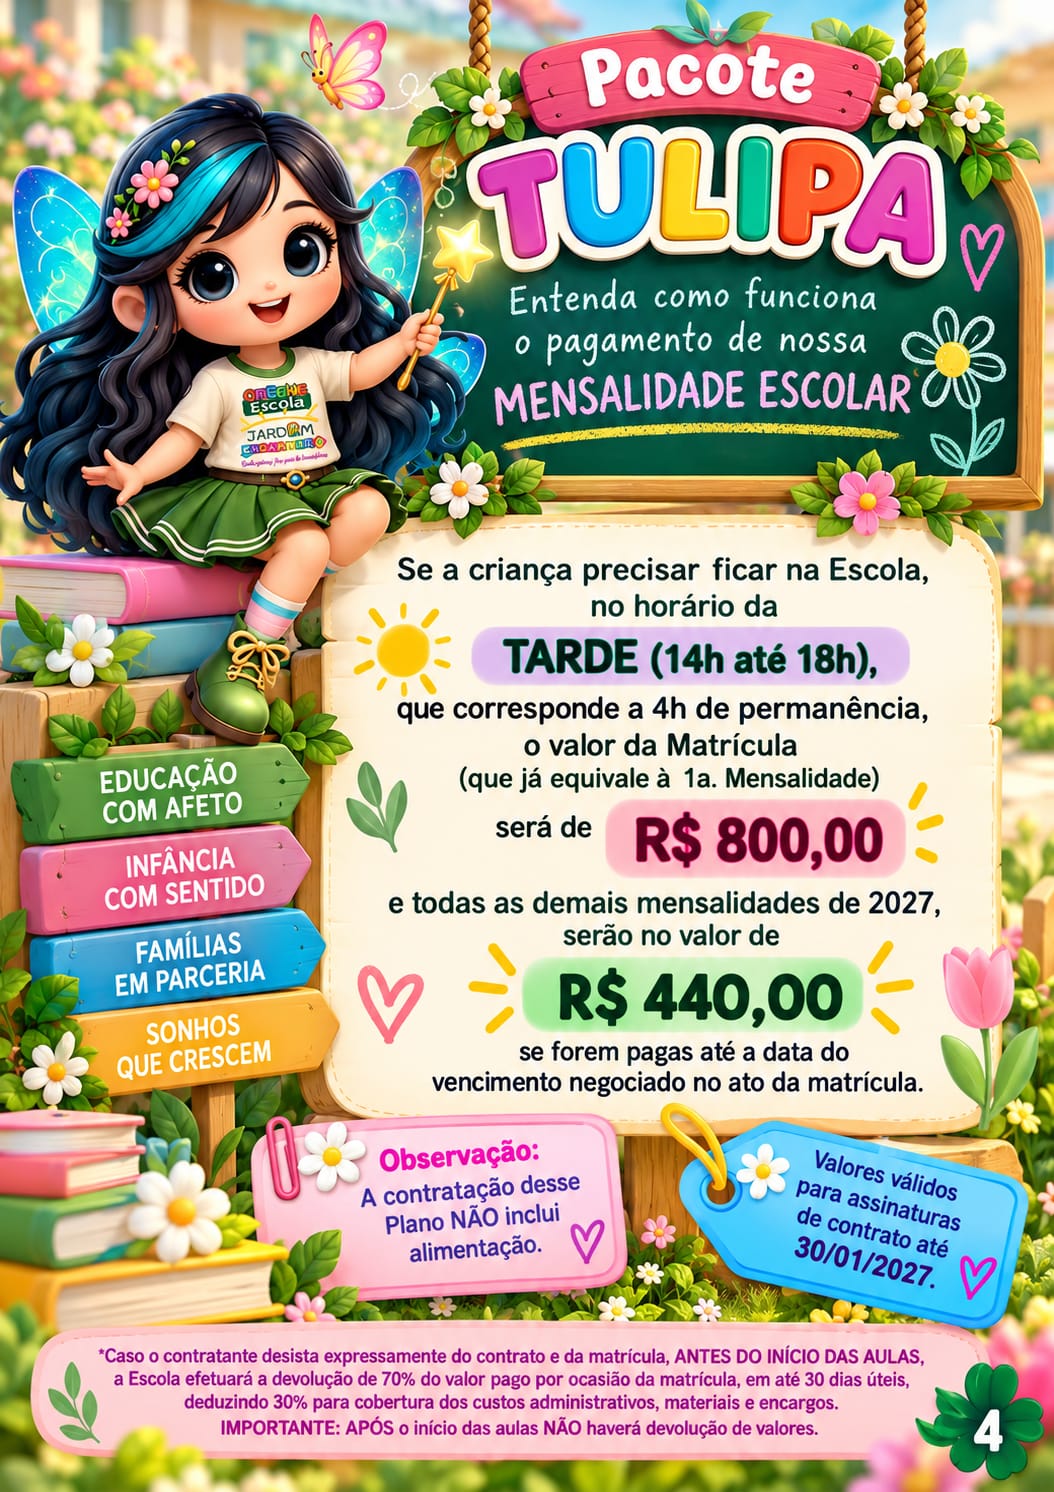 Pacote
TULIPA
Entenda como funciona
o pagamento de nossa
MENSALIDADE ESCOLAR
Escola
JARDIM
Se a criança precisar ficar na Escola,
no horário da
TARDE (14h até 18h),
que corresponde a 4h de permanência,
o valor da Matrícula
(que já equivale à 1a. Mensalidade)
será de R$ 800,00
e todas as demais mensalidades de 2027,
serão no valor de
R$ 440,00
se forem pagas até a data do
vencimento negociado no ato da matrícula.
EDUCAÇÃO
COM AFETO
INFÂNCIA
COM SENTIDO
FAMÍLIAS
EM PARCERIA
SONHOS
QUE CRESCEM
Observação:
A contratação desse
Plano NÃO inclui
alimentação.
Valores válidos
para assinaturas
de contrato até
30/01/2027.
*Caso o contratante desista expressamente do contrato e da matrícula, ANTES DO INÍCIO DAS AULAS,
a Escola efetuará a devolução de 70% do valor pago por ocasião da matrícula, em até 30 dias úteis,
deduzindo 30% para cobertura dos custos administrativos, materiais e encargos.
IMPORTANTE: APÓS o início das aulas NÃO haverá devolução de valores.
4